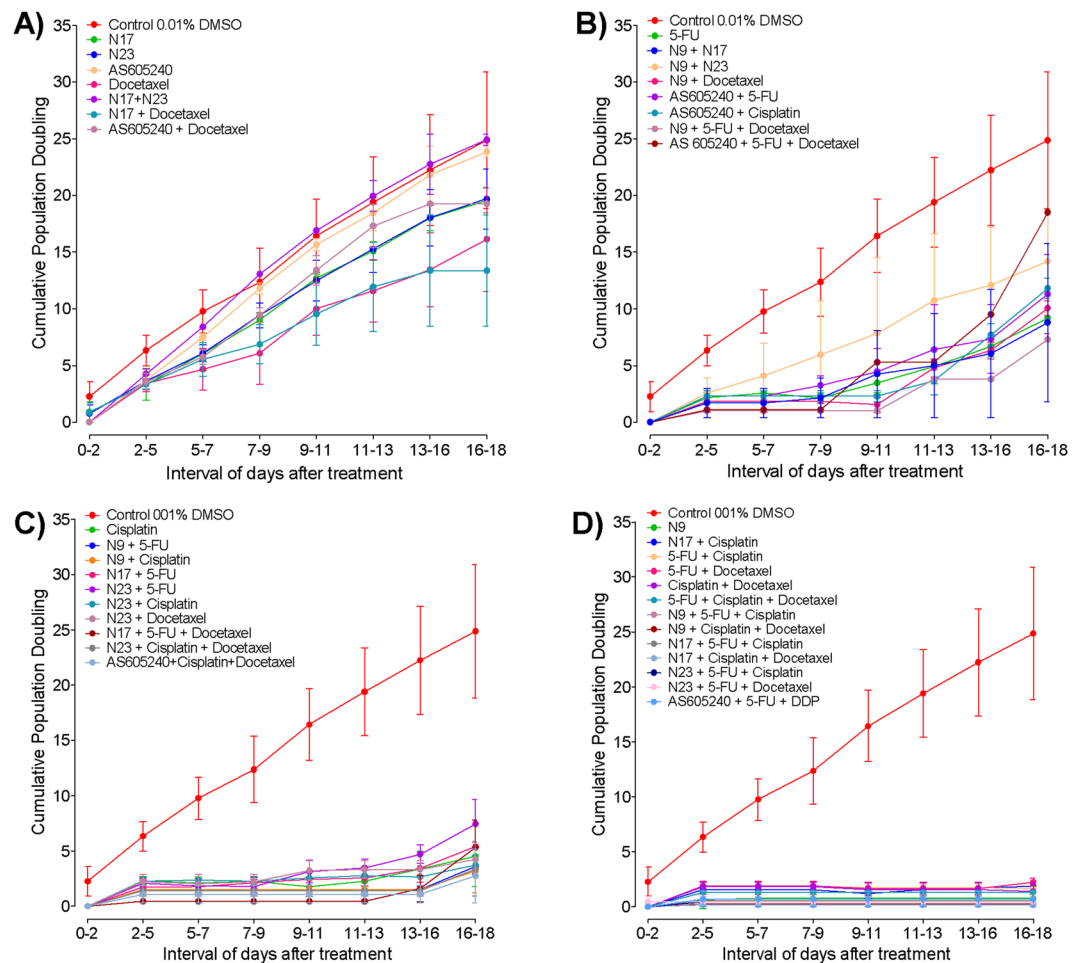 A)
Control 0.01% DMSO
N17
N23
AS605240
Docetaxel
N17+N23
N17 + Docetaxel
AS605240 + Docetaxel
Cumulative Population Doubling
35
30
25
20
15
10
5
0
0-2 2-5 5-7 7-9 9-11 11-13 13-16 16-18
Interval of days after treatment
B)
Control 0.01% DMSO
5-FU
N9 + N17
N9 + N23
N9 + Docetaxel
AS605240 + 5-FU
AS605240 + Cisplatin
N9 + 5-FU + Docetaxel
AS 605240 + 5-FU + Docetaxel
Cumulative Population Doubling
35
30
25
20
15
10
5
0
0-2 2-5 5-7 7-9 9-11 11-13 13-16 16-18
Interval of days after treatment
C)
Control 001% DMSO
Cisplatin
N9 + 5-FU
N9 + Cisplatin
N17 + 5-FU
N23 + 5-FU
N23 + Cisplatin
N23 + Docetaxel
N17 + 5-FU + Docetaxel
N23 + Cisplatin + Docetaxel
AS605240+Cisplatin+Docetaxel
Cumulative Population Doubling
35
30
25
20
15
10
5
0
0-2 2-5 5-7 7-9 9-11 11-13 13-16 16-18
Interval of days after treatment
D)
Control 001% DMSO
N9
N17 + Cisplatin
5-FU + Cisplatin
5-FU + Docetaxel
Cisplatin + Docetaxel
5-FU + Cisplatin + Docetaxel
N9 + 5-FU + Cisplatin
N9 + Cisplatin + Docetaxel
N17 + 5-FU + Cisplatin
N17 + Cisplatin + Docetaxel
N23 + 5-FU + Cisplatin
N23 + 5-FU + Docetaxel
AS605240 + 5-FU + DDP
Cumulative Population Doubling
35
30
25
20
15
10
5
0
0-2 2-5 5-7 7-9 9-11 11-13 13-16 16-18
Interval of days after treatment